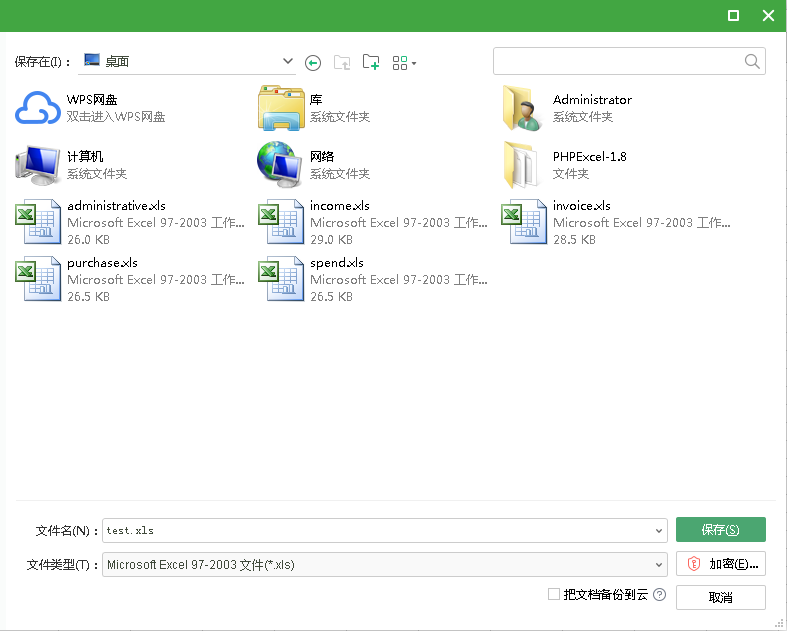 保存在(I)：
桌面
WPS网盘
双击进入WPS网盘
库
系统文件夹
Administrator
系统文件夹
计算机
系统文件夹
网络
系统文件夹
PHPExcel-1.8
文件夹
administrative.xls
Microsoft Excel 97-2003 工作...
26.0 KB
income.xls
Microsoft Excel 97-2003 工作...
29.0 KB
invoice.xls
Microsoft Excel 97-2003 工作...
28.5 KB
purchase.xls
Microsoft Excel 97-2003 工作...
26.5 KB
spend.xls
Microsoft Excel 97-2003 工作...
26.5 KB
文件名(N)：
test.xls
保存(S)
文件类型(T)：
Microsoft Excel 97-2003 文件(*.xls)
加密(E)...
把文档备份到云
取消